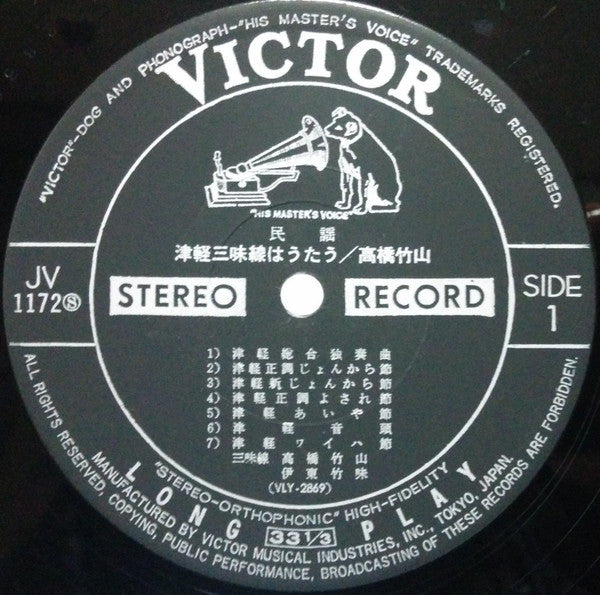 "VICTOR"-DOG AND PHONOGRAPH-"HIS MASTER'S VOICE" TRADEMARKS REGISTERED.
VICTOR
"HIS MASTER'S VOICE"
民謡
津軽三味線はうたう／高橋竹山
JV
1172Ⓢ
STEREO
RECORD
SIDE
1
1) 津軽総合独奏曲
2) 津軽正調じょんから節
3) 津軽新じょんから節
4) 津軽正調よされ節
5) 津軽あいや節
6) 津軽音頭
7) 津軽ワイハ節
三味線 高橋竹山
伊東竹味
(VLY-2869)
"STEREO-ORTHOPHONIC" HIGH-FIDELITY
LONG 33 1/3 PLAY
MANUFACTURED BY VICTOR MUSICAL INDUSTRIES, INC., TOKYO, JAPAN.
ALL RIGHTS RESERVED, COPYING, PUBLIC PERFORMANCE, BROADCASTING OF THESE RECORDS ARE FORBIDDEN.